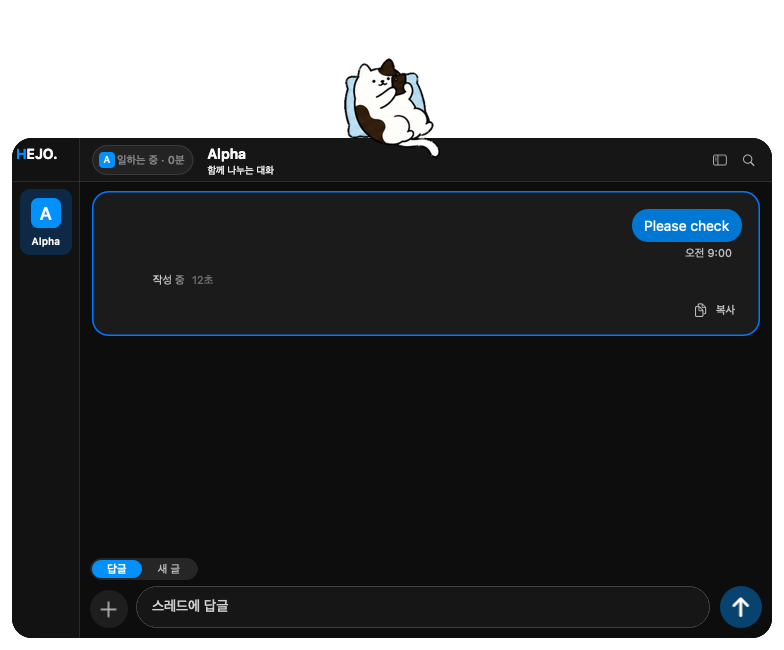 HEJO.
A 일하는 중 · 0분
Alpha
함께 나누는 대화
A
Alpha
Please check
오전 9:00
작성 중 12초
복사
답글 새 글
스레드에 답글